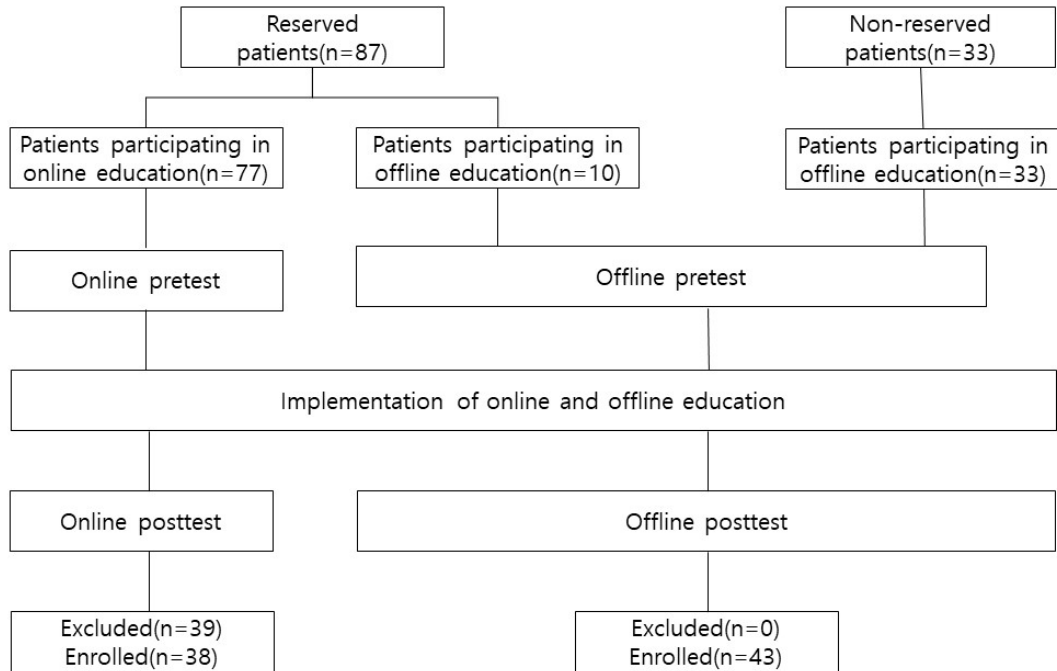 Reserved
patients(n=87)
Non-reserved
patients(n=33)
Patients participating in
online education(n=77)
Patients participating in
offline education(n=10)
Patients participating in
offline education(n=33)
Online pretest
Offline pretest
Implementation of online and offline education
Online posttest
Offline posttest
Excluded(n=39)
Enrolled(n=38)
Excluded(n=0)
Enrolled(n=43)